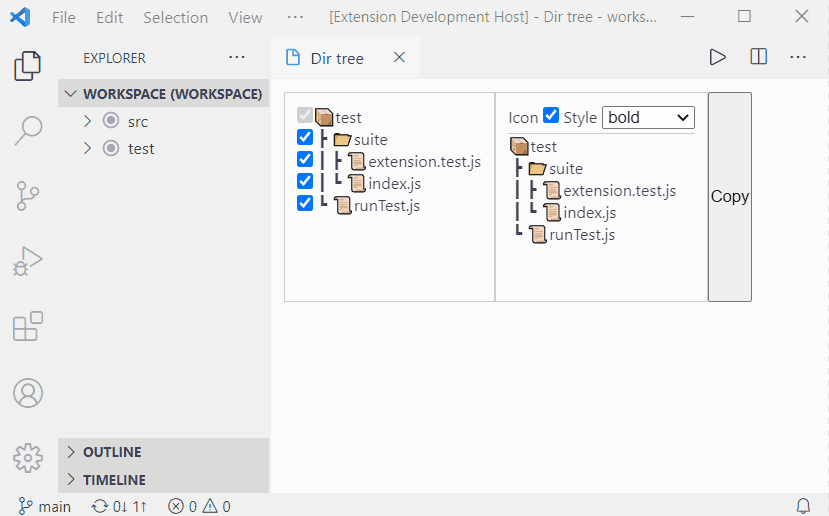 File Edit Selection View ··· [Extension Development Host] - Dir tree - works...
EXPLORER ···
Dir tree
WORKSPACE (WORKSPACE)
src
test
test
suite
extension.test.js
index.js
runTest.js
Icon Style bold
test
suite
extension.test.js
index.js
runTest.js
Copy
OUTLINE
TIMELINE
main 0↓ 1↑ 0 0